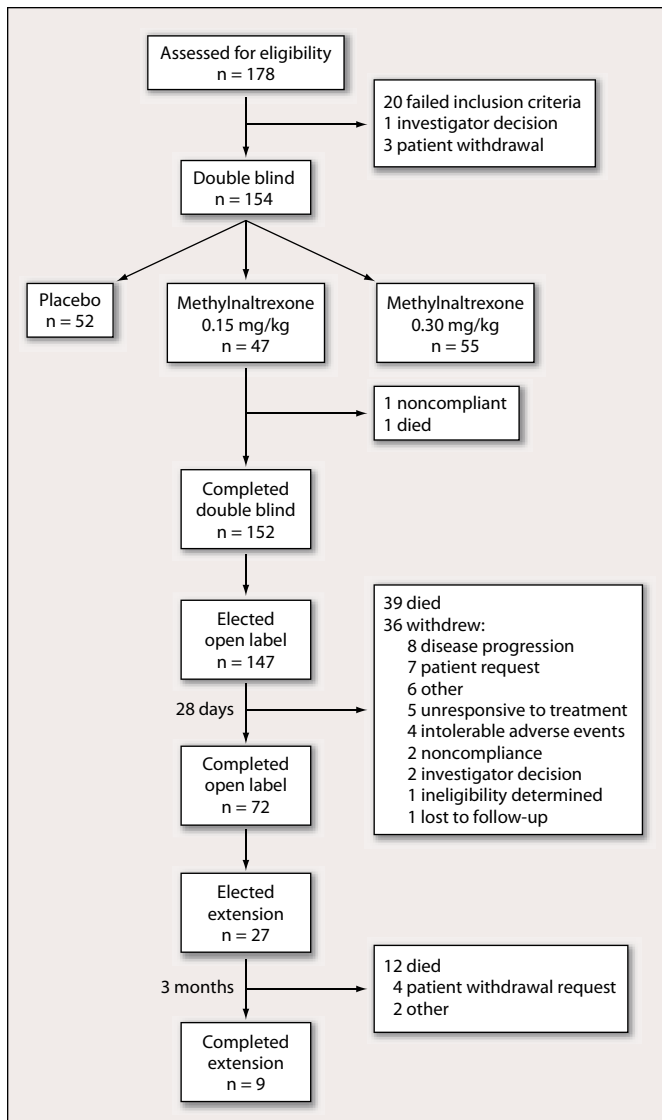 Assessed for eligibility
n = 178
20 failed inclusion criteria
1 investigator decision
3 patient withdrawal
Double blind
n = 154
Placebo
n = 52
Methylnaltrexone
0.15 mg/kg
n = 47
Methylnaltrexone
0.30 mg/kg
n = 55
1 noncompliant
1 died
Completed
double blind
n = 152
Elected
open label
n = 147
39 died
36 withdrew:
8 disease progression
7 patient request
6 other
5 unresponsive to treatment
4 intolerable adverse events
2 noncompliance
2 investigator decision
1 ineligibility determined
1 lost to follow-up
28 days
Completed
open label
n = 72
Elected
extension
n = 27
12 died
4 patient withdrawal request
2 other
3 months
Completed
extension
n = 9